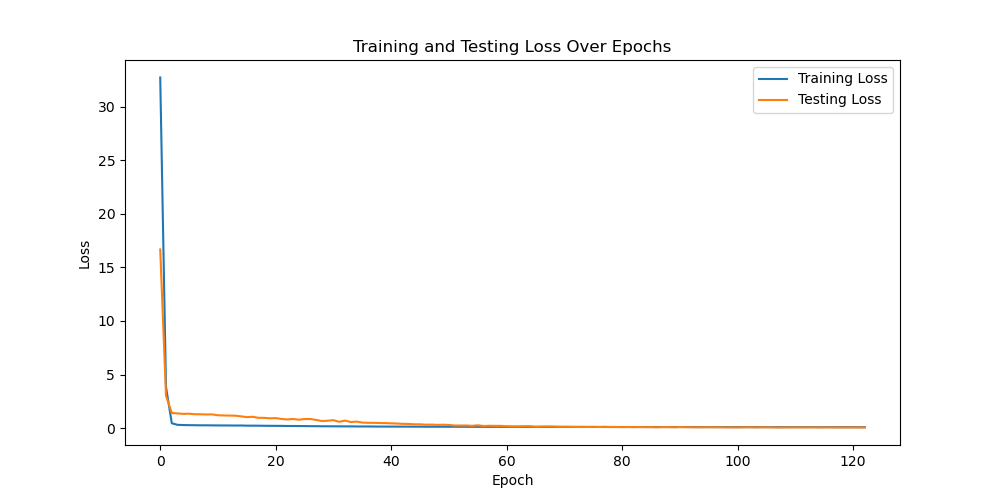 Training and Testing Loss Over Epochs
Training Loss
Testing Loss
30
25
20
15
10
5
0
Loss
0 20 40 60 80 100 120
Epoch